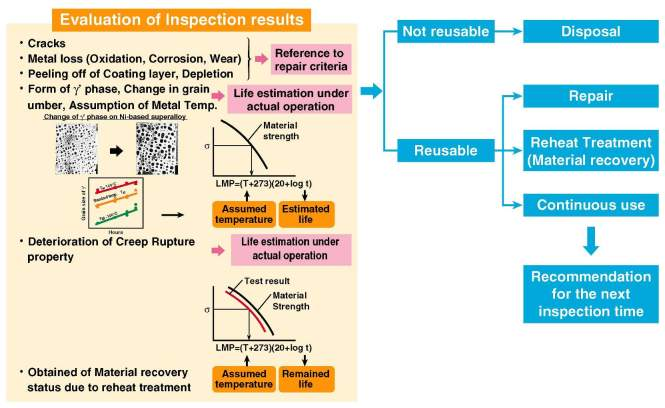 Evaluation of Inspection results
• Cracks
• Metal loss (Oxidation, Corrosion, Wear)
• Peeling off of Coating layer, Depletion
Reference to
repair criteria
• Form of γ' phase, Change in grain
umber, Assumption of Metal Temp.
Life estimation under
actual operation
Change of γ' phase on Ni-based superalloy
Grain size of γ'
Hours
σ
Material
strength
LMP=(T+273)(20+log t)
Assumed
temperature
Estimated
life
• Deterioration of Creep Rupture
property
Life estimation under
actual operation
σ
Test result
Material
Strength
LMP=(T+273)(20+log t)
Assumed
temperature
Remained
life
• Obtained of Material recovery
status due to reheat treatment
Not reusable
Disposal
Reusable
Repair
Reheat Treatment
(Material recovery)
Continuous use
Recommendation
for the next
inspection time